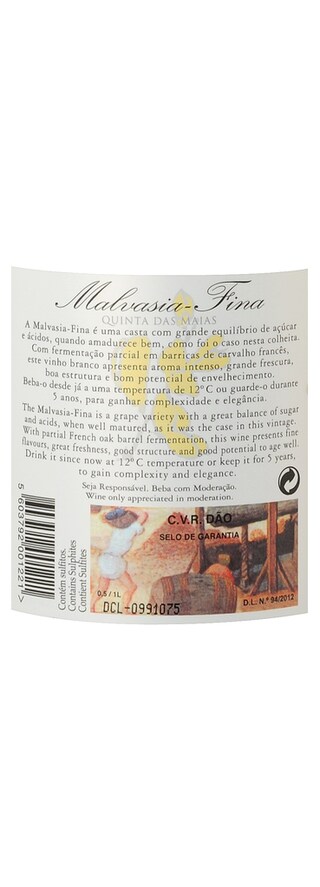 Malvasia-Fina
QUINTA DAS MAIAS
A Malvasia-Fina é uma casta com grande equilíbrio de açúcar
e ácidos, quando amadurece bem, como foi o caso nesta colheita.
Com fermentação parcial em barricas de carvalho francês,
este vinho branco apresenta aroma intenso, grande frescura,
boa estrutura e bom potencial de envelhecimento.
Beba-o desde já a uma temperatura de 12º C ou guarde-o durante
5 anos, para ganhar complexidade e elegância.
The Malvasia-Fina is a grape variety with a great balance of sugar
and acids, when well matured, as it was the case in this vintage.
With partial French oak barrel fermentation, this wine presents fine
flavours, great freshness, good structure and good potential to age well.
Drink it since now at 12º C temperature or keep it for 5 years,
to gain complexity and elegance.
Seja Responsável. Beba com Moderação.
Wine only appreciated in moderation.
5 603792 001221 >
Contém sulfitos.
Contains Sulphites
Contient Sulfites
C.V.R. DÃO
SELO DE GARANTIA
0,5 / 1L
DCL-0991075
D.L. N.º 94/2012